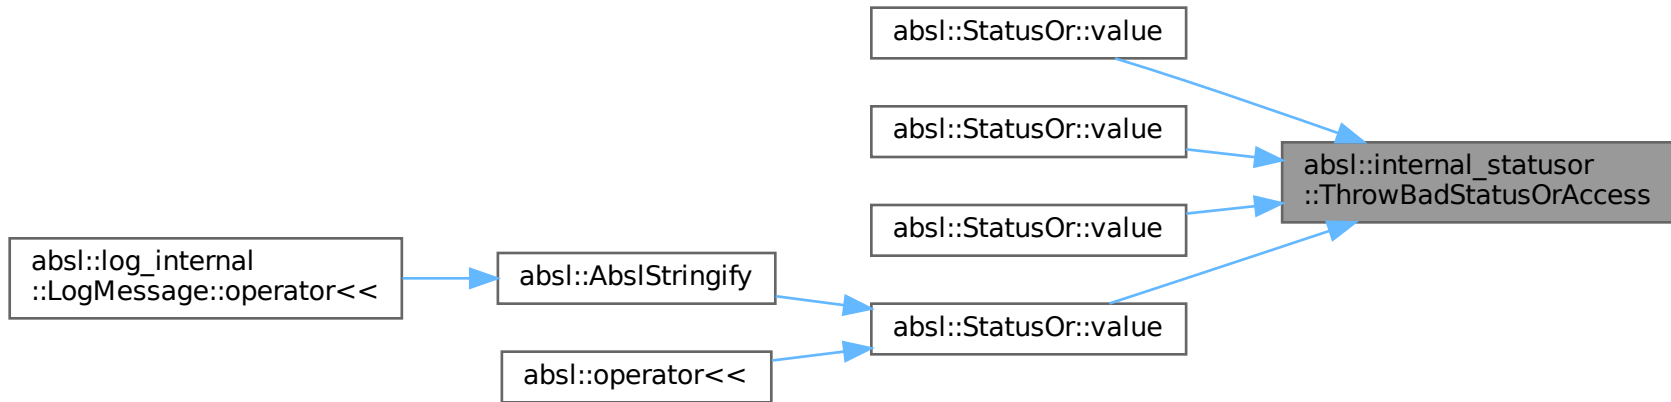 absl::StatusOr::value
absl::StatusOr::value
absl::internal_statusor
::ThrowBadStatusOrAccess
absl::StatusOr::value
absl::log_internal
::LogMessage::operator<<
absl::AbslStringify
absl::StatusOr::value
absl::operator<<